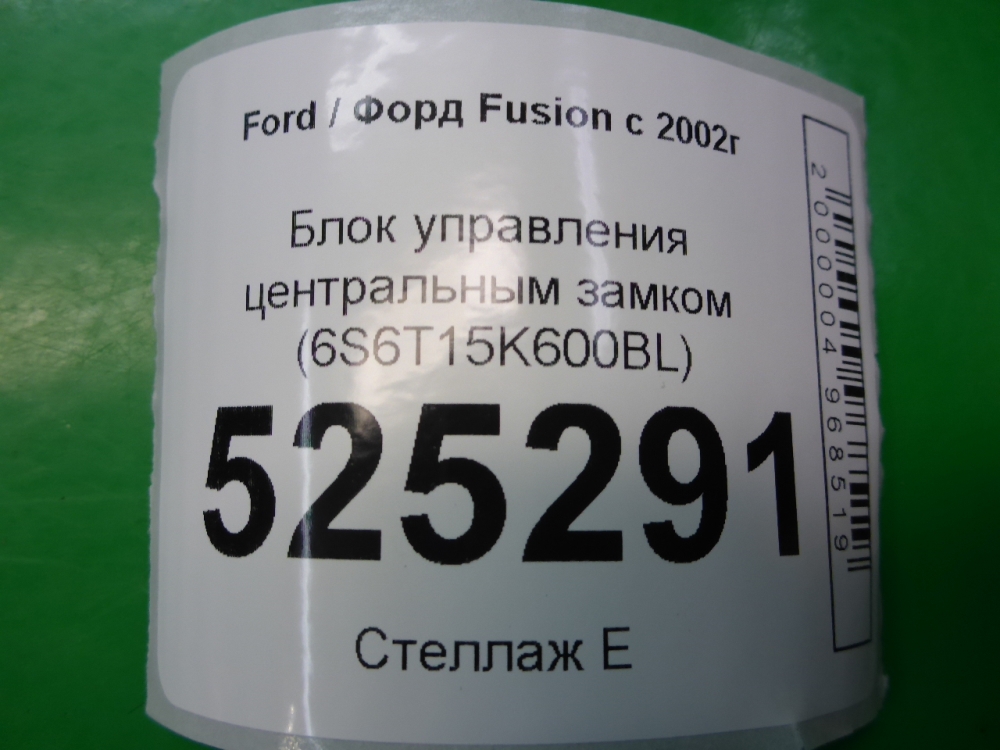 Ford / Форд Fusion с 2002г
Блок управления
центральным замком
(6S6T15K600BL)
525291
Стеллаж Е
2000004968519